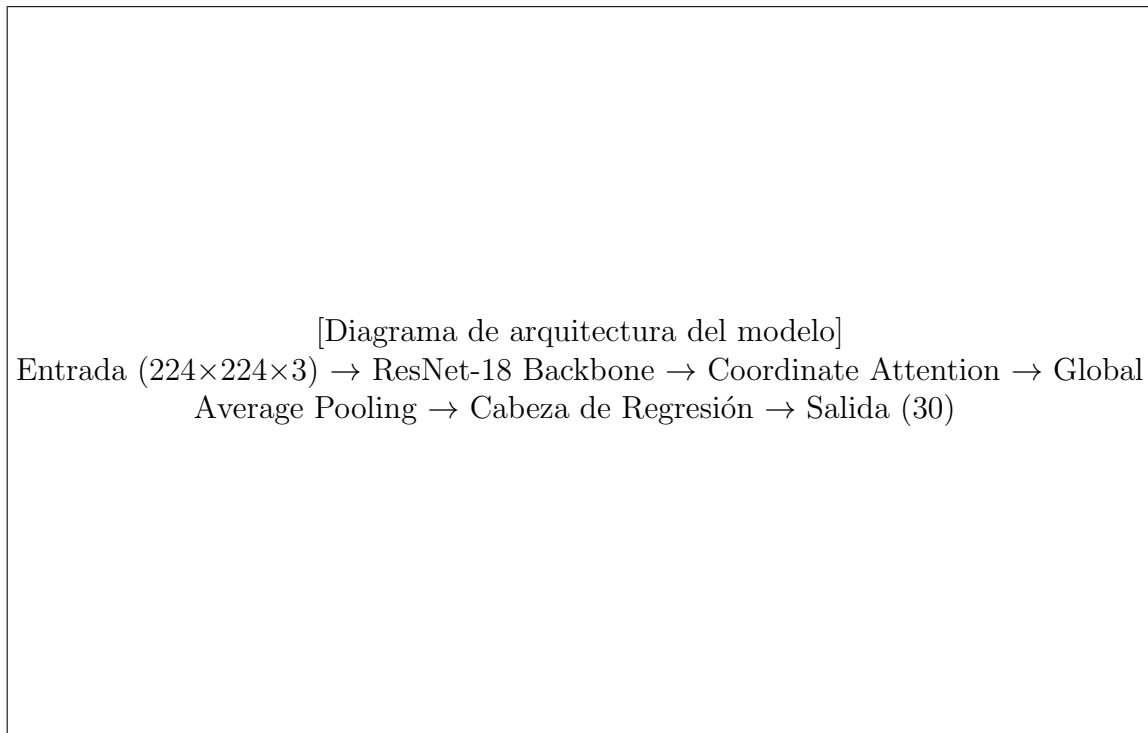 [Diagrama de arquitectura del modelo]
Entrada (224×224×3) → ResNet-18 Backbone → Coordinate Attention → Global
Average Pooling → Cabeza de Regresión → Salida (30)